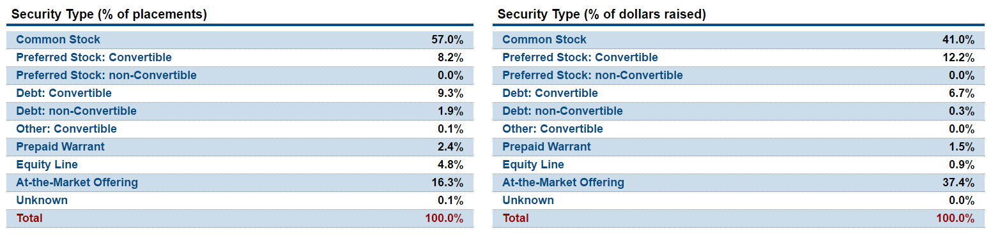 Security Type (% of placements)
Common Stock 57.0%
Preferred Stock: Convertible 8.2%
Preferred Stock: non-Convertible 0.0%
Debt: Convertible 9.3%
Debt: non-Convertible 1.9%
Other: Convertible 0.1%
Prepaid Warrant 2.4%
Equity Line 4.8%
At-the-Market Offering 16.3%
Unknown 0.1%
Total 100.0%
Security Type (% of dollars raised)
Common Stock 41.0%
Preferred Stock: Convertible 12.2%
Preferred Stock: non-Convertible 0.0%
Debt: Convertible 6.7%
Debt: non-Convertible 0.3%
Other: Convertible 0.0%
Prepaid Warrant 1.5%
Equity Line 0.9%
At-the-Market Offering 37.4%
Unknown 0.0%
Total 100.0%